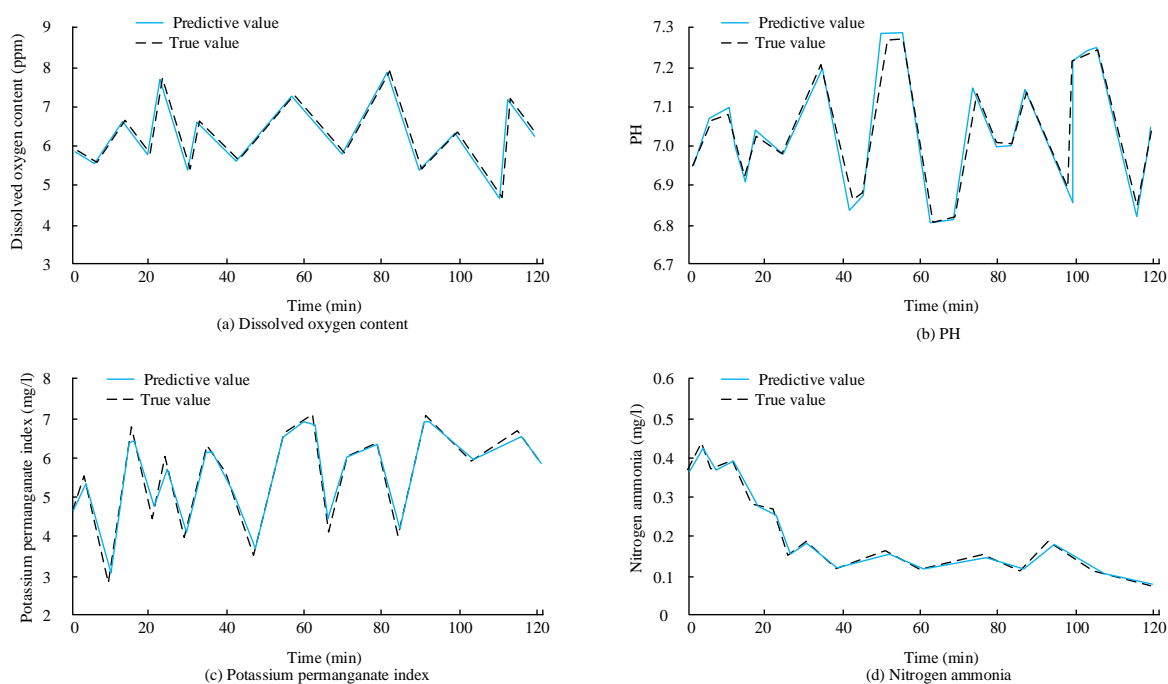 Predictive value
True value
9
8
7
6
5
4
3
Dissolved oxygen content (ppm)
0 20 40 60 80 100 120
Time (min)
(a) Dissolved oxygen content
Predictive value
True value
7.3
7.2
7.1
7.0
6.9
6.8
6.7
PH
0 20 40 60 80 100 120
Time (min)
(b) PH
Predictive value
True value
8
7
6
5
4
3
2
Potassium permanganate index (mg/l)
0 20 40 60 80 100 120
Time (min)
(c) Potassium permanganate index
Predictive value
True value
0.6
0.5
0.4
0.3
0.2
0.1
0
Nitrogen ammonia (mg/l)
0 20 40 60 80 100 120
Time (min)
(d) Nitrogen ammonia